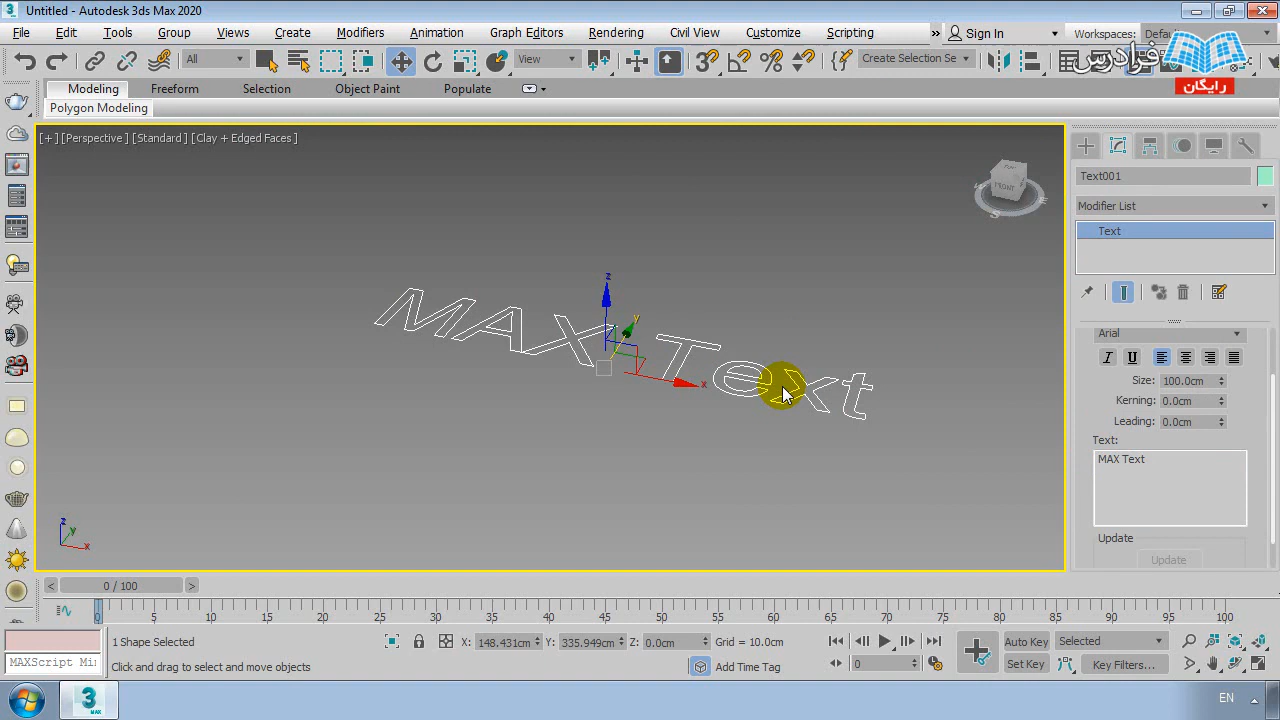 Untitled - Autodesk 3ds Max 2020
File Edit Tools Group Views Create Modifiers Animation Graph Editors Rendering Civil View Customize Scripting » Sign In Workspaces:
All View Create Selection Se
فرادرس
رایگان
Modeling Freeform Selection Object Paint Populate
Polygon Modeling
[+] [Perspective] [Standard] [Clay + Edged Faces]
FRONT
Text001
Modifier List
Text
MAX Text
z
y
x
Arial
I U
Size: 100.0cm
Kerning: 0.0cm
Leading: 0.0cm
Text:
MAX Text
Update
Update
z
y
x
< 0 / 100 >
0 5 10 15 20 25 30 35 40 45 50 55 60 65 70 75 80 85 90 95 100
1 Shape Selected X: 148.431cm Y: 335.949cm Z: 0.0cm Grid = 10.0cm Auto Key Selected
MAXScript Mi
Click and drag to select and move objects Add Time Tag 0 Set Key Key Filters...
3 MAX EN